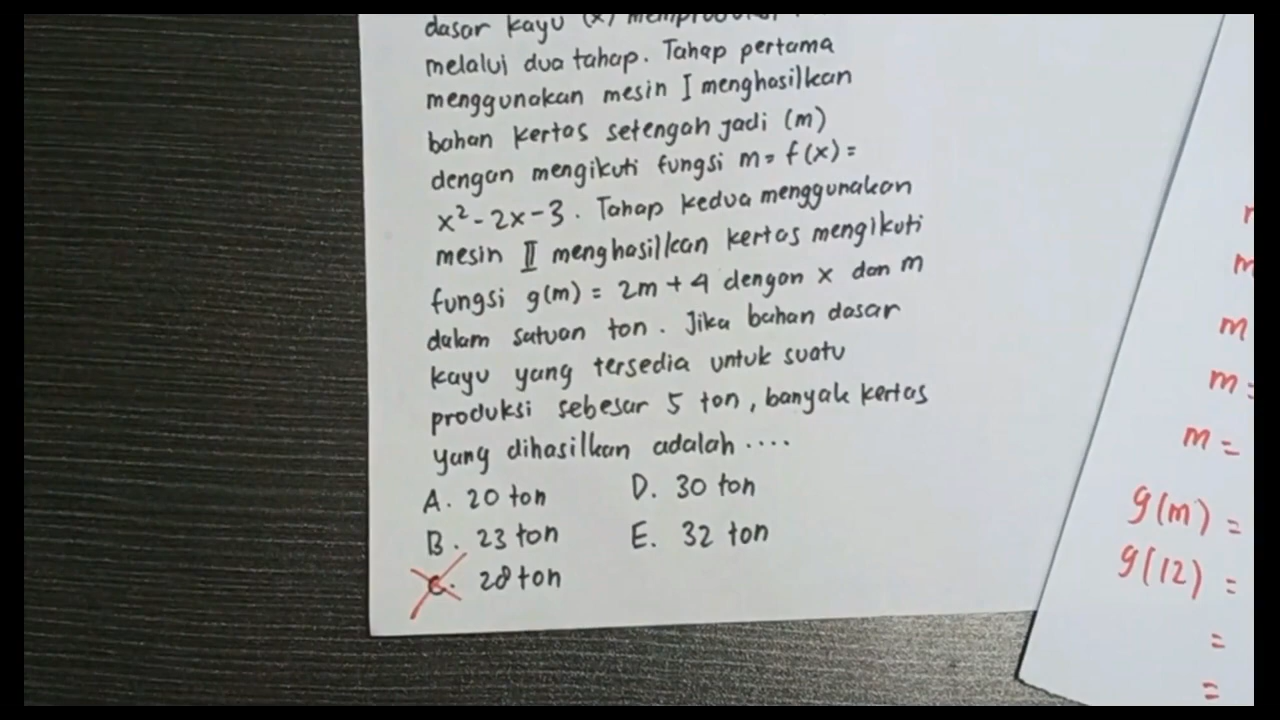 dasar kayu (x)
melalui dua tahap. Tahap pertama
menggunakan mesin I menghasilkan
bahan kertas setengah jadi (m)
dengan mengikuti fungsi m = f(x) =
x² - 2x - 3. Tahap kedua menggunakan
mesin II menghasilkan kertas mengikuti
fungsi g(m) = 2m + 4 dengan x dan m
dalam satuan ton. Jika bahan dasar
kayu yang tersedia untuk suatu
produksi sebesar 5 ton, banyak kertas
yang dihasilkan adalah ....
A. 20 ton D. 30 ton
B. 23 ton E. 32 ton
C. 28 ton
m
m
m =
m =
g(m) =
g(12) =
=
=